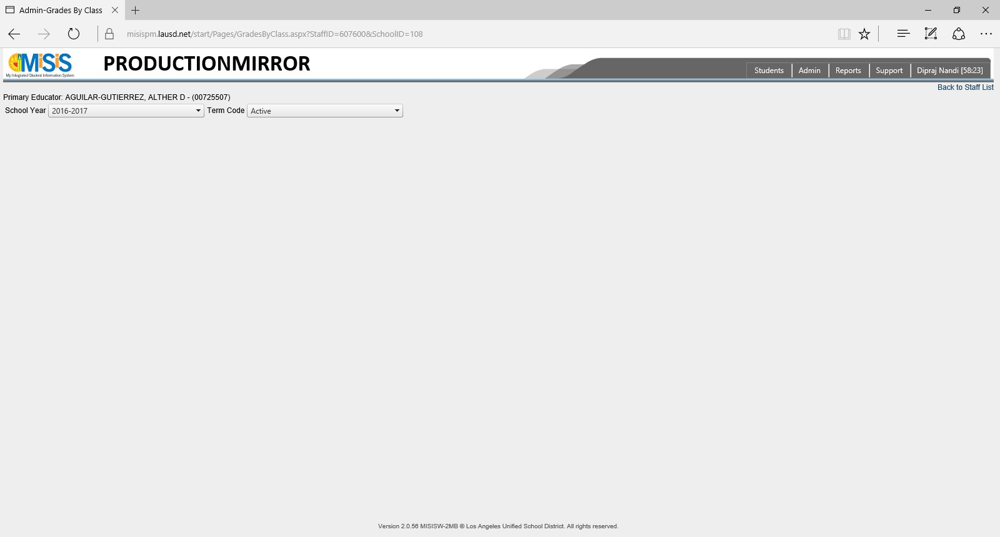 Admin-Grades By Class
misispm.lausd.net/start/Pages/GradesByClass.aspx?StaffID=607600&SchoolID=108
MiSiS
My Integrated Student Information System
PRODUCTIONMIRROR
Students Admin Reports Support Dipraj Nandi [58:23]
Back to Staff List
Primary Educator: AGUILAR-GUTIERREZ, ALTHER D - (00725507)
School Year 2016-2017 Term Code Active
Version 2.0.56 MISISW-2MB © Los Angeles Unified School District. All rights reserved.